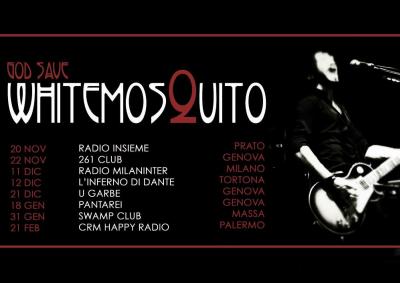 GOD SAVE
WHITEMOSQUITO
20 NOV RADIO INSIEME PRATO
22 NOV 261 CLUB GENOVA
11 DIC RADIO MILANINTER MILANO
12 DIC L'INFERNO DI DANTE TORTONA
21 DIC U GARBE GENOVA
18 GEN PANTAREI GENOVA
31 GEN SWAMP CLUB MASSA
21 FEB CRM HAPPY RADIO PALERMO